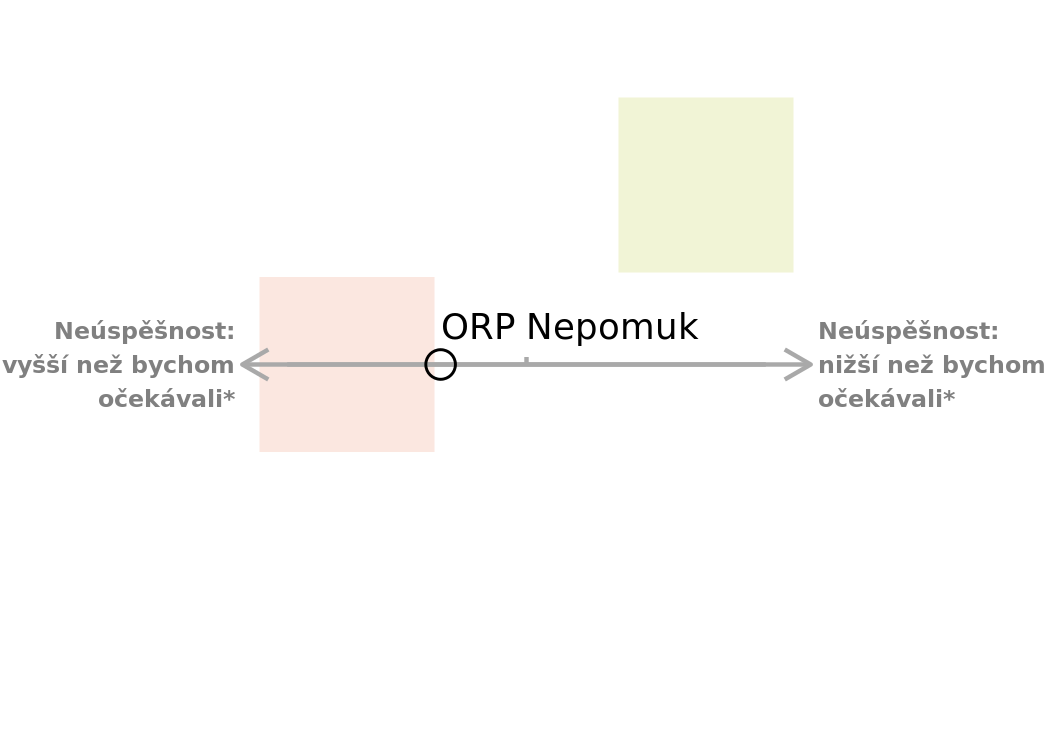 ORP Nepomuk
Neúspěšnost:
vyšší než bychom
očekávali*
Neúspěšnost:
nižší než bychom
očekávali*